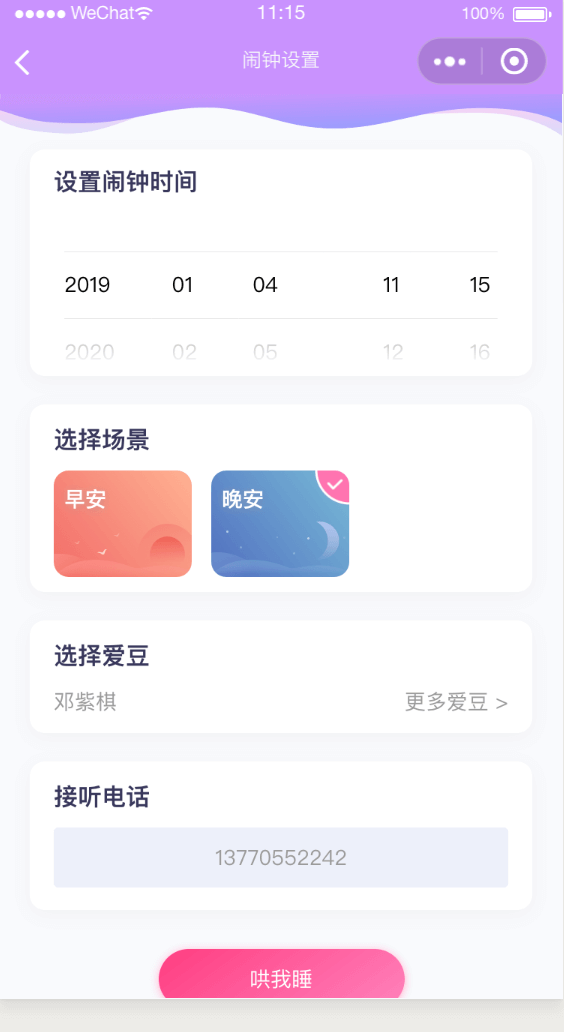 WeChat 11:15 100%
闹钟设置
设置闹钟时间
2019 01 04 11 15
2020 02 05 12 16
选择场景
早安 晚安
选择爱豆
邓紫棋 更多爱豆 >
接听电话
13770552242
哄我睡